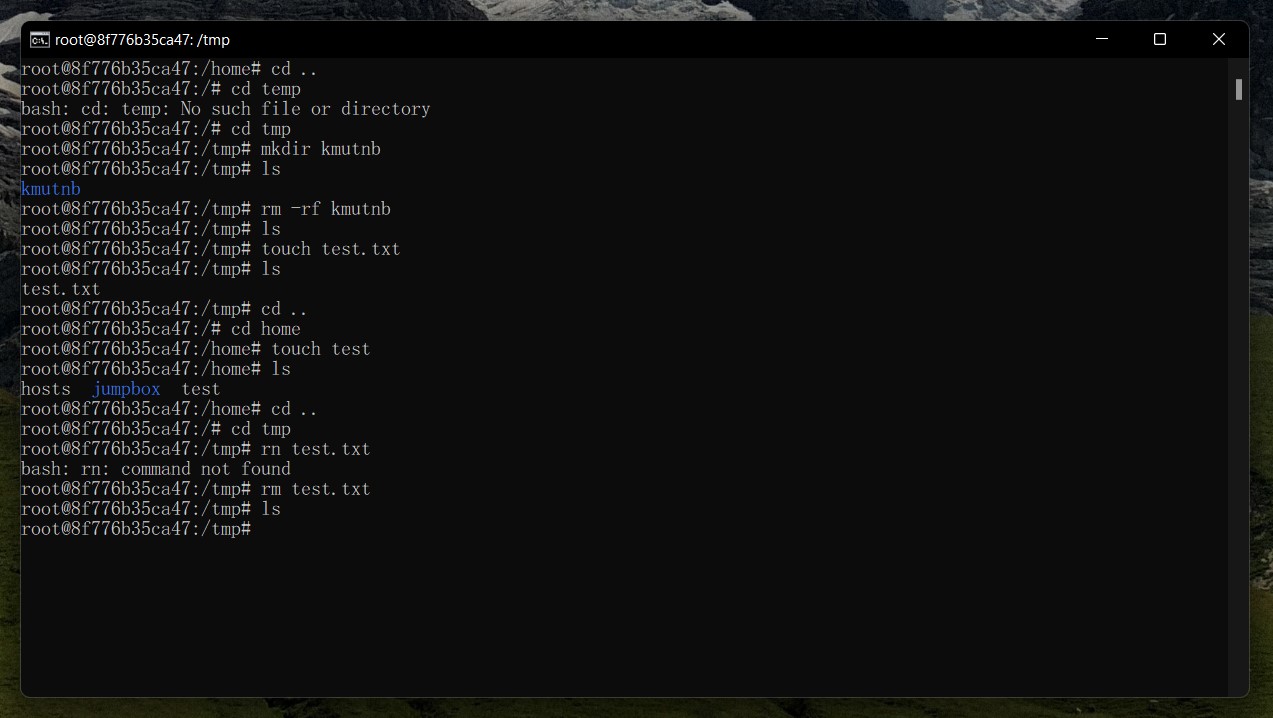 root@8f776b35ca47: /tmp
root@8f776b35ca47:/home# cd ..
root@8f776b35ca47:/# cd temp
bash: cd: temp: No such file or directory
root@8f776b35ca47:/# cd tmp
root@8f776b35ca47:/tmp# mkdir kmutnb
root@8f776b35ca47:/tmp# ls
kmutnb
root@8f776b35ca47:/tmp# rm -rf kmutnb
root@8f776b35ca47:/tmp# ls
root@8f776b35ca47:/tmp# touch test.txt
root@8f776b35ca47:/tmp# ls
test.txt
root@8f776b35ca47:/tmp# cd ..
root@8f776b35ca47:/# cd home
root@8f776b35ca47:/home# touch test
root@8f776b35ca47:/home# ls
hosts  jumpbox  test
root@8f776b35ca47:/home# cd ..
root@8f776b35ca47:/# cd tmp
root@8f776b35ca47:/tmp# rn test.txt
bash: rn: command not found
root@8f776b35ca47:/tmp# rm test.txt
root@8f776b35ca47:/tmp# ls
root@8f776b35ca47:/tmp#